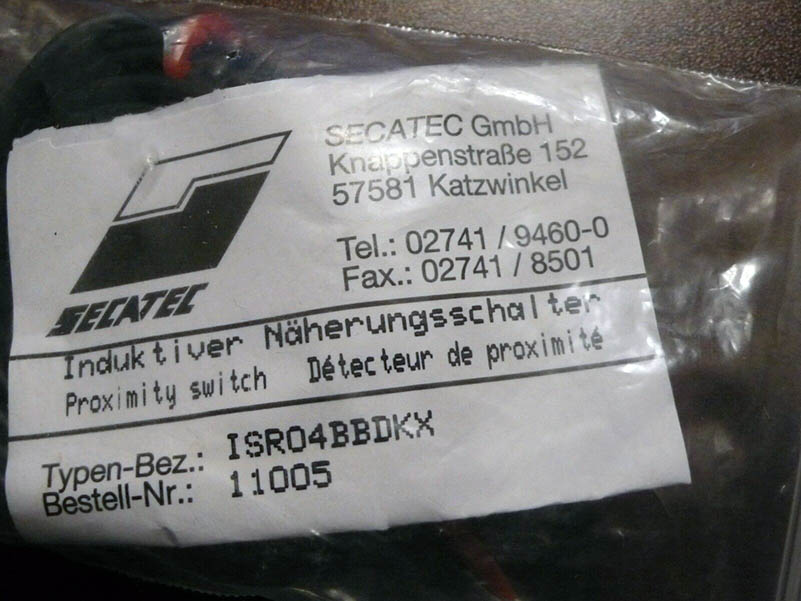 SECATEC GmbH
Knappenstraße 152
57581 Katzwinkel
Tel.: 02741 / 9460-0
Fax.: 02741 / 8501
SECATEC
Induktiver Näherungsschalter
Proximity switch Détecteur de proximité
Typen-Bez.: ISR04BBDKX
Bestell-Nr.: 11005